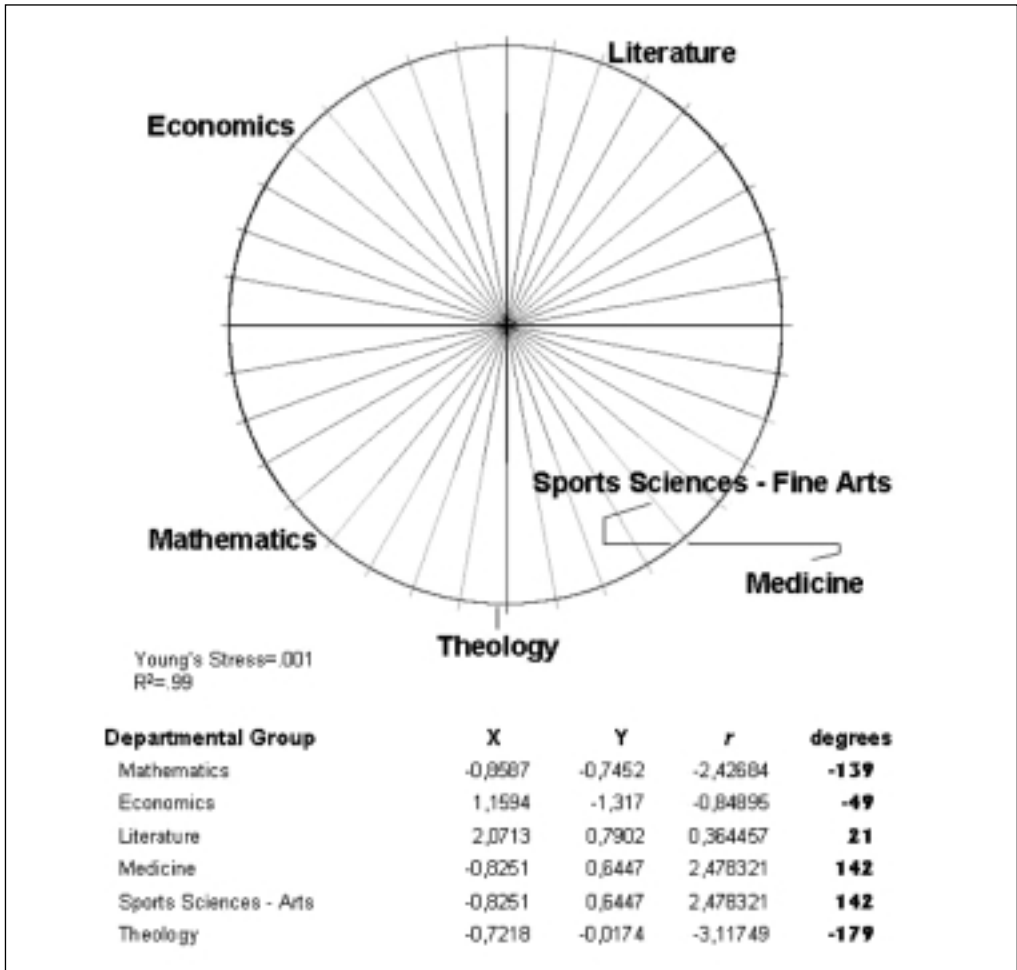 Literature
Economics
Sports Sciences - Fine Arts
Mathematics
Medicine
Theology
Young's Stress=.001
R²=.99
Departmental Group X Y r degrees
Mathematics -0,8587 -0,7452 -2,42684 -139
Economics 1,1594 -1,317 -0,84895 -49
Literature 2,0713 0,7902 0,364457 21
Medicine -0,8251 0,6447 2,478321 142
Sports Sciences - Arts -0,8251 0,6447 2,478321 142
Theology -0,7218 -0,0174 -3,11749 -179